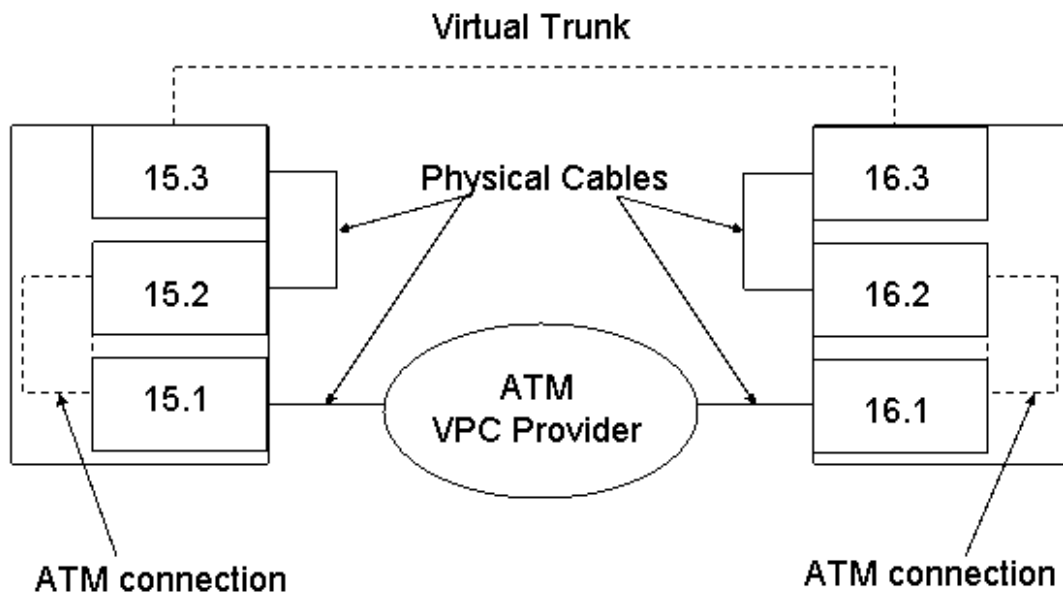 Virtual Trunk
15.3
Physical Cables
16.3
15.2
16.2
15.1
ATM
VPC Provider
16.1
ATM connection
ATM connection